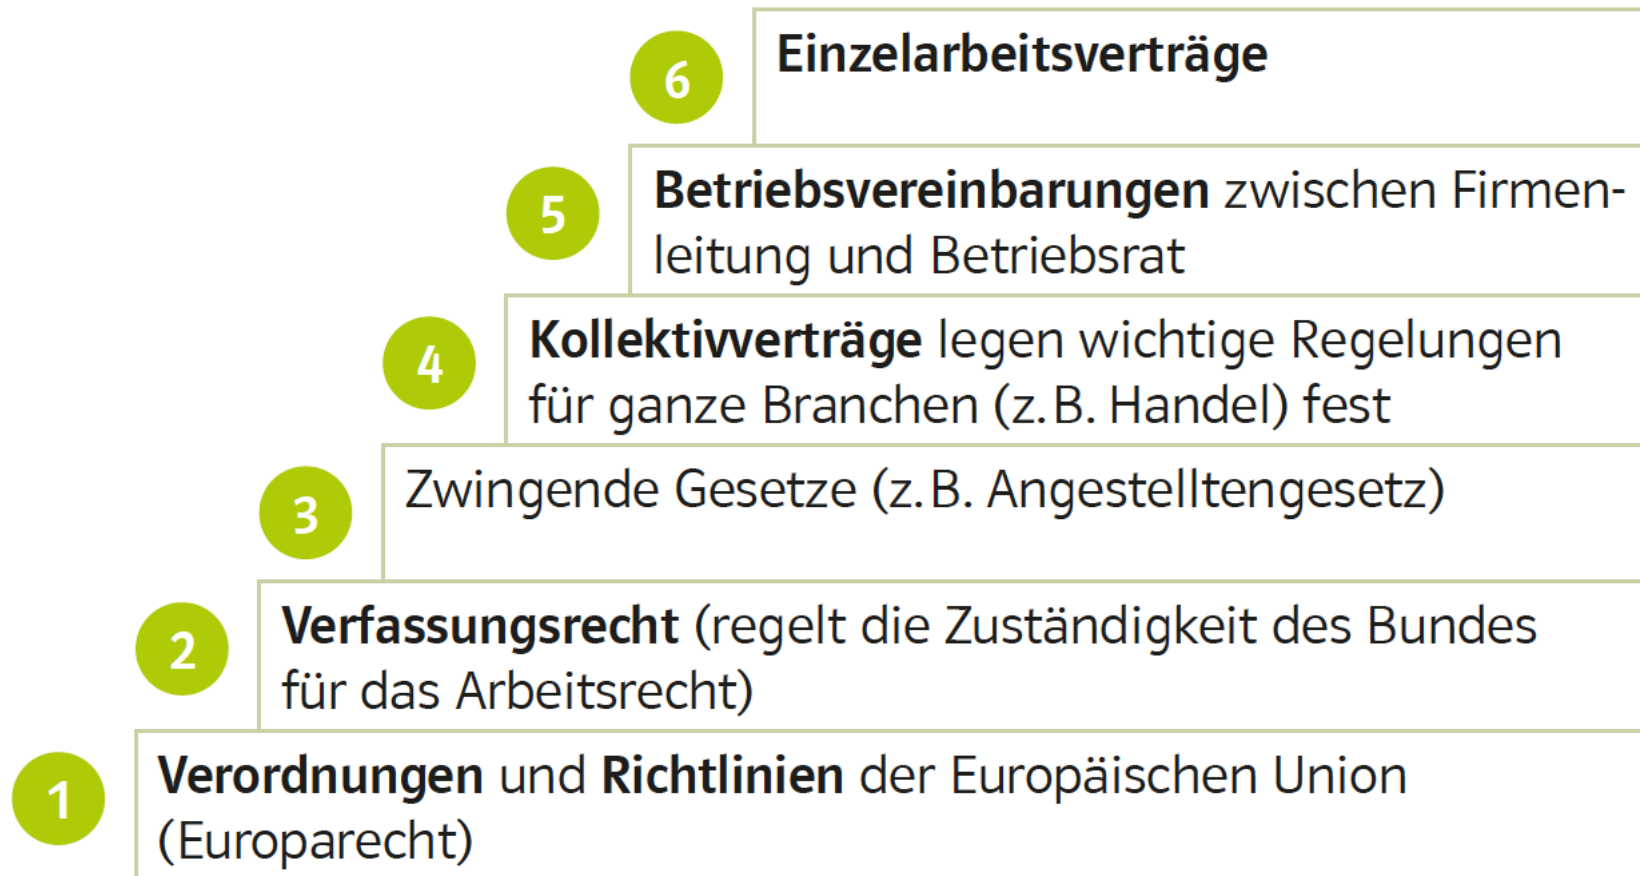 6
Einzelarbeitsverträge
5
Betriebsvereinbarungen zwischen Firmen-
leitung und Betriebsrat
4
Kollektivverträge legen wichtige Regelungen
für ganze Branchen (z. B. Handel) fest
3
Zwingende Gesetze (z. B. Angestelltengesetz)
2
Verfassungsrecht (regelt die Zuständigkeit des Bundes
für das Arbeitsrecht)
1
Verordnungen und Richtlinien der Europäischen Union
(Europarecht)